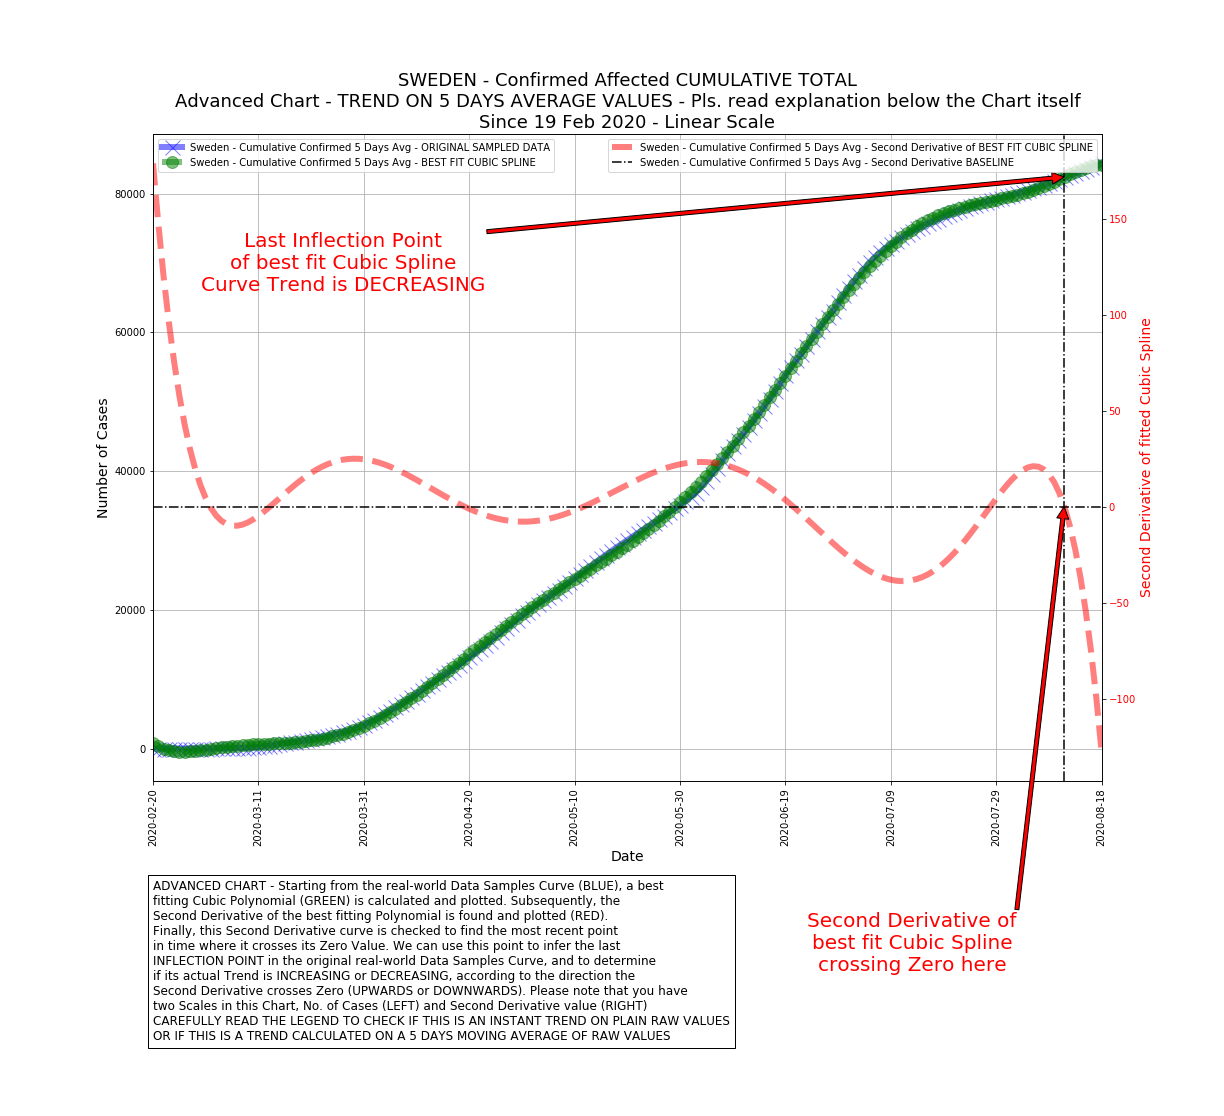 SWEDEN - Confirmed Affected CUMULATIVE TOTAL
Advanced Chart - TREND ON 5 DAYS AVERAGE VALUES - Pls. read explanation below the Chart itself
Since 19 Feb 2020 - Linear Scale
Sweden - Cumulative Confirmed 5 Days Avg - ORIGINAL SAMPLED DATA
Sweden - Cumulative Confirmed 5 Days Avg - BEST FIT CUBIC SPLINE
Sweden - Cumulative Confirmed 5 Days Avg - Second Derivative of BEST FIT CUBIC SPLINE
Sweden - Cumulative Confirmed 5 Days Avg - Second Derivative BASELINE
Last Inflection Point
of best fit Cubic Spline
Curve Trend is DECREASING
Number of Cases
80000
60000
40000
20000
0
150
100
50
0
−50
−100
Second Derivative of fitted Cubic Spline
2020-02-20
2020-03-11
2020-03-31
2020-04-20
2020-05-10
2020-05-30
2020-06-19
2020-07-09
2020-07-29
2020-08-18
Date
ADVANCED CHART - Starting from the real-world Data Samples Curve (BLUE), a best
fitting Cubic Polynomial (GREEN) is calculated and plotted. Subsequently, the
Second Derivative of the best fitting Polynomial is found and plotted (RED).
Finally, this Second Derivative curve is checked to find the most recent point
in time where it crosses its Zero Value. We can use this point to infer the last
INFLECTION POINT in the original real-world Data Samples Curve, and to determine
if its actual Trend is INCREASING or DECREASING, according to the direction the
Second Derivative crosses Zero (UPWARDS or DOWNWARDS). Please note that you have
two Scales in this Chart, No. of Cases (LEFT) and Second Derivative value (RIGHT)
CAREFULLY READ THE LEGEND TO CHECK IF THIS IS AN INSTANT TREND ON PLAIN RAW VALUES
OR IF THIS IS A TREND CALCULATED ON A 5 DAYS MOVING AVERAGE OF RAW VALUES
Second Derivative of
best fit Cubic Spline
crossing Zero here